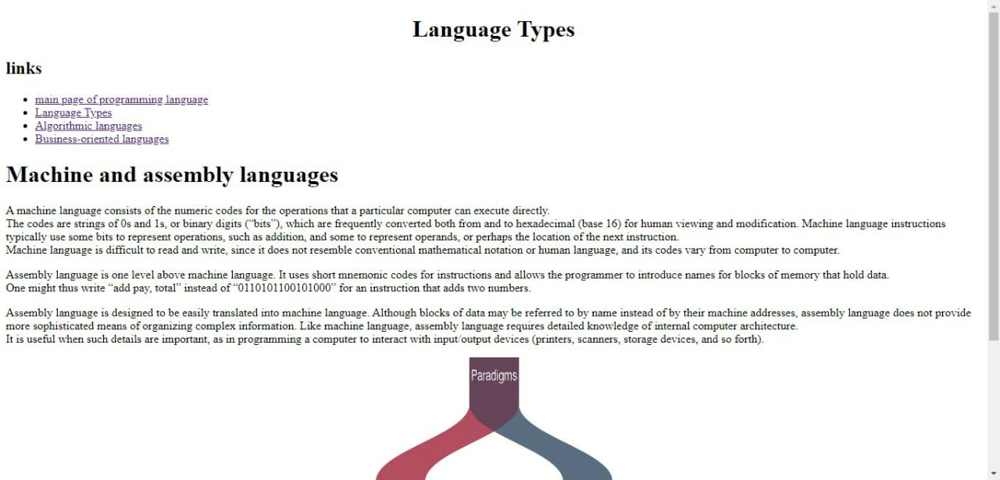 Language Types
links
main page of programming language
Language Types
Algorithmic languages
Business-oriented languages
Machine and assembly languages
A machine language consists of the numeric codes for the operations that a particular computer can execute directly.
The codes are strings of 0s and 1s, or binary digits (“bits”), which are frequently converted both from and to hexadecimal (base 16) for human viewing and modification. Machine language instructions
typically use some bits to represent operations, such as addition, and some to represent operands, or perhaps the location of the next instruction.
Machine language is difficult to read and write, since it does not resemble conventional mathematical notation or human language, and its codes vary from computer to computer.
Assembly language is one level above machine language. It uses short mnemonic codes for instructions and allows the programmer to introduce names for blocks of memory that hold data.
One might thus write “add pay, total” instead of “0110101100101000” for an instruction that adds two numbers.
Assembly language is designed to be easily translated into machine language. Although blocks of data may be referred to by name instead of by their machine addresses, assembly language does not provide
more sophisticated means of organizing complex information. Like machine language, assembly language requires detailed knowledge of internal computer architecture.
It is useful when such details are important, as in programming a computer to interact with input/output devices (printers, scanners, storage devices, and so forth).
Paradigms